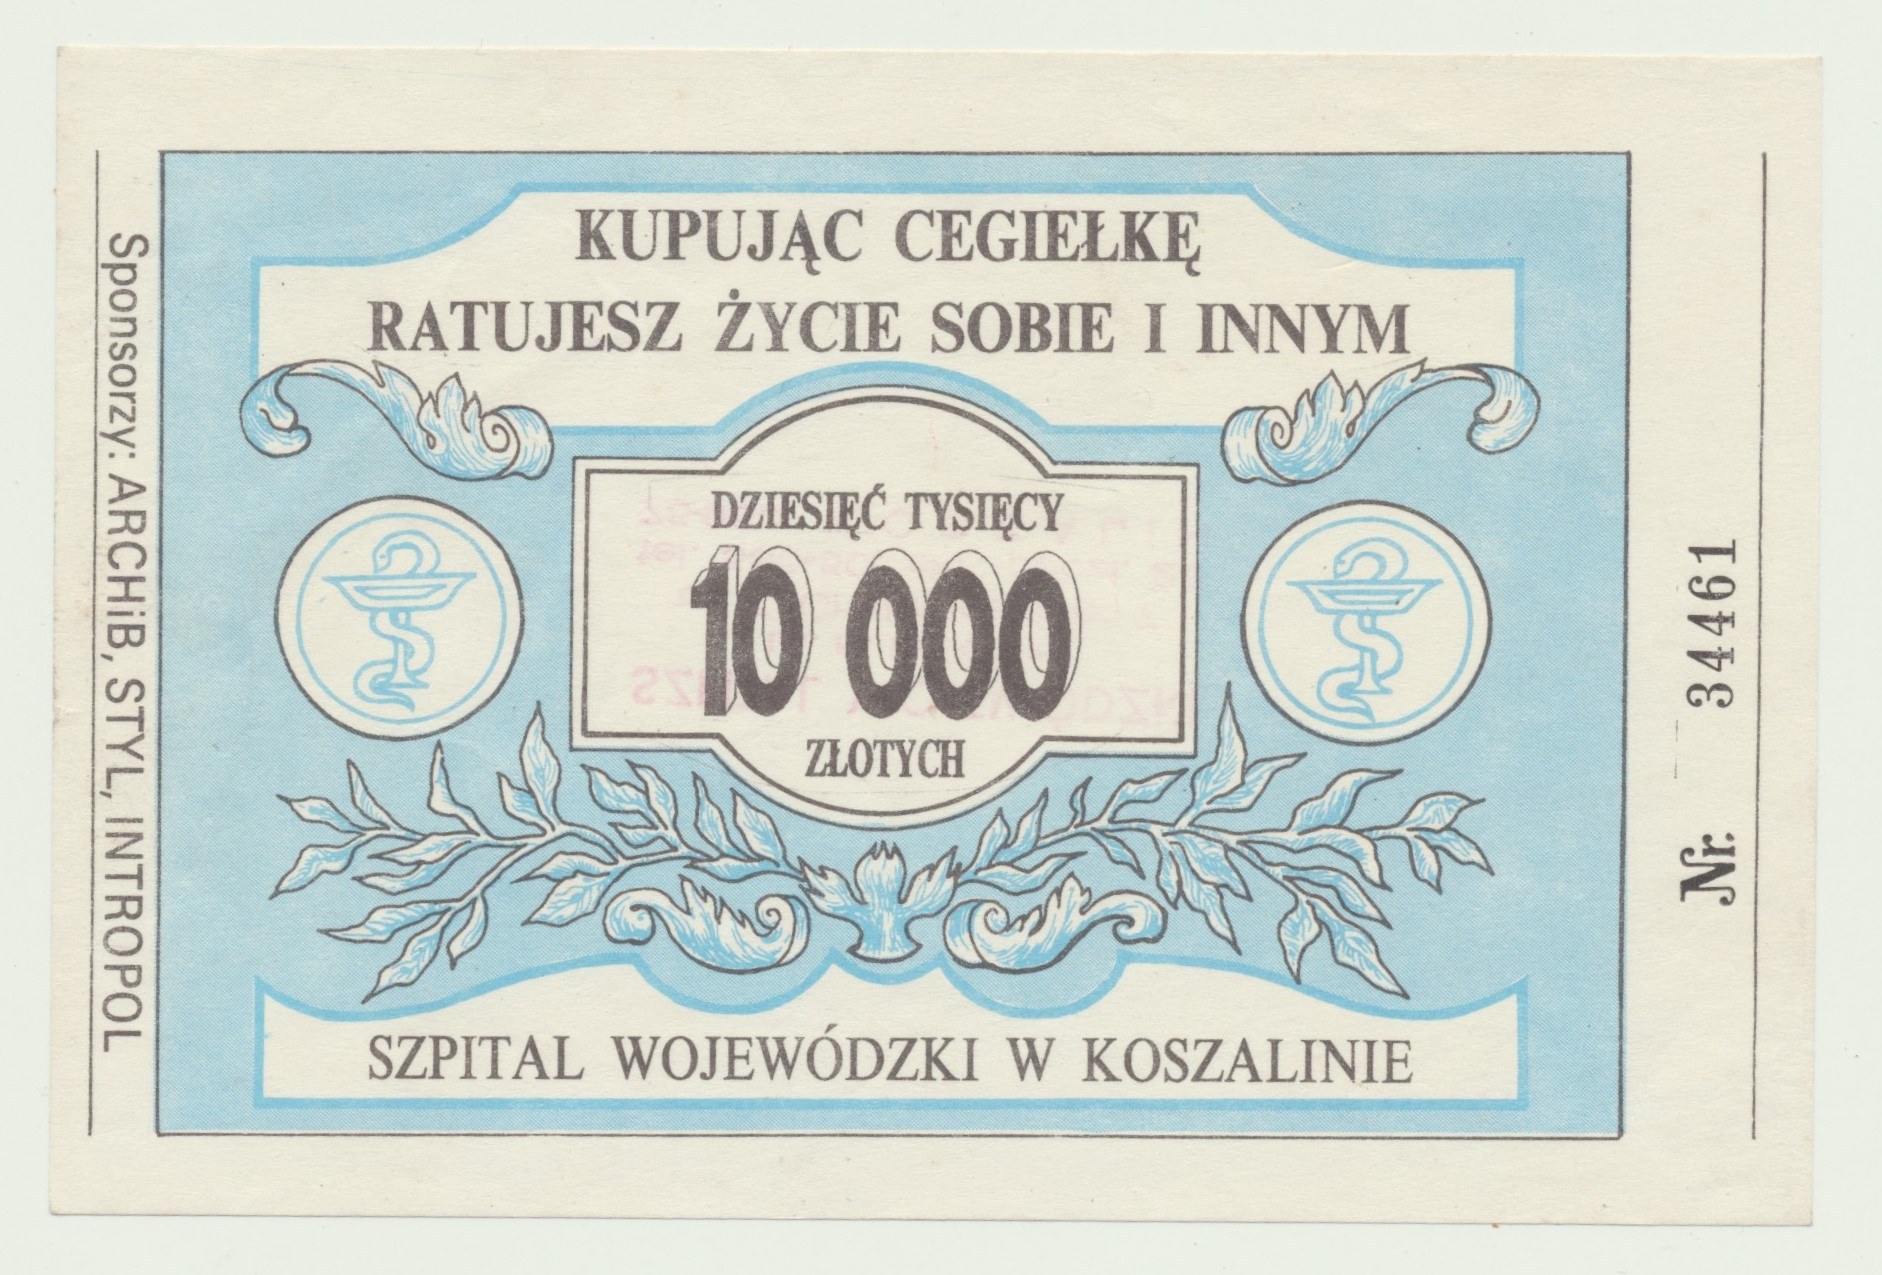 KUPUJĄC CEGIEŁKĘ
RATUJESZ ŻYCIE SOBIE I INNYM
DZIESIĘĆ TYSIĘCY
10 000
ZŁOTYCH
SZPITAL WOJEWÓDZKI W KOSZALINIE
Sponsorzy: ARCHiB, STYL, INTROPOL
Nr. 34461